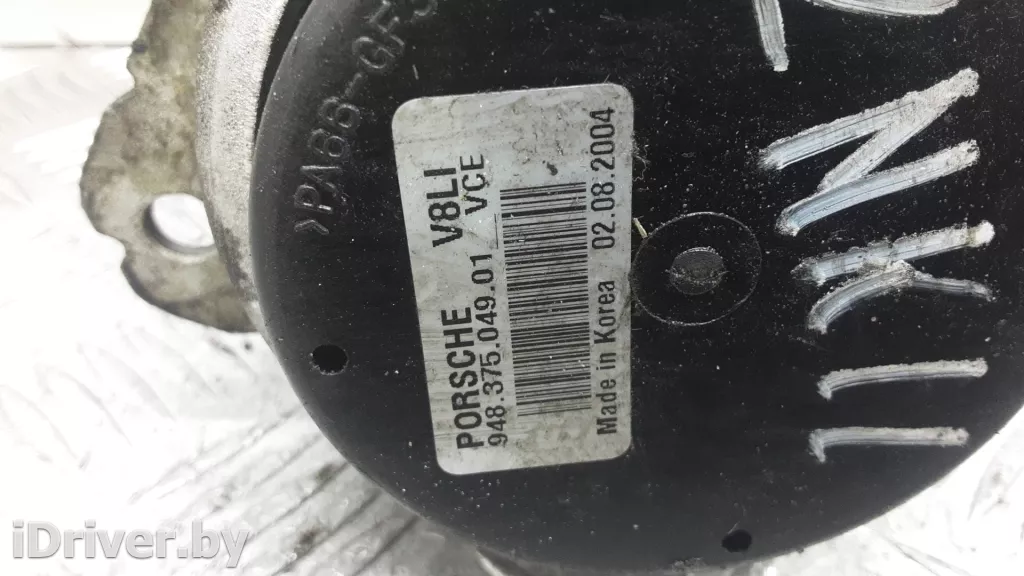 >PA66-GF
PORSCHE V8LI
948.375.049.01 VCE
Made in Korea 02.08.2004
iDriver.by